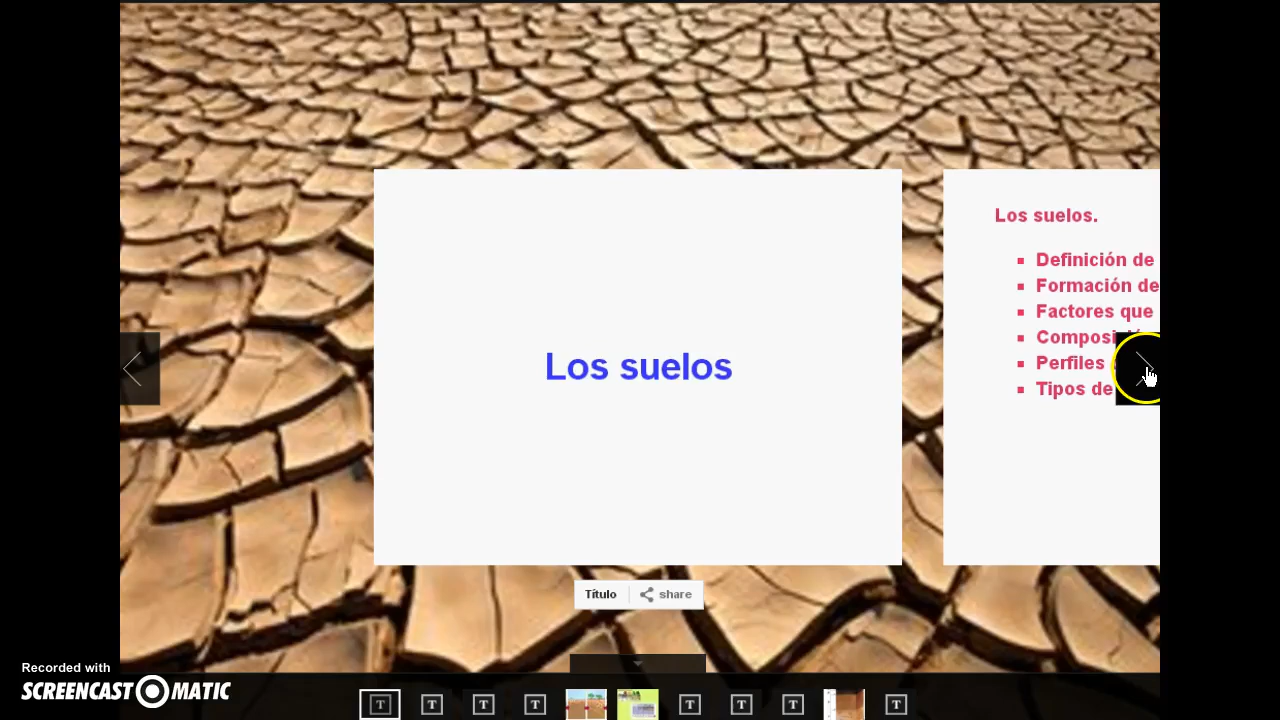 Los suelos
Los suelos.
Definición de
Formación de
Factores que
Perfiles
Tipos de
Título
share
Recorded with
SCREENCAST MATIC
T
T
T
T
T
T
T
T